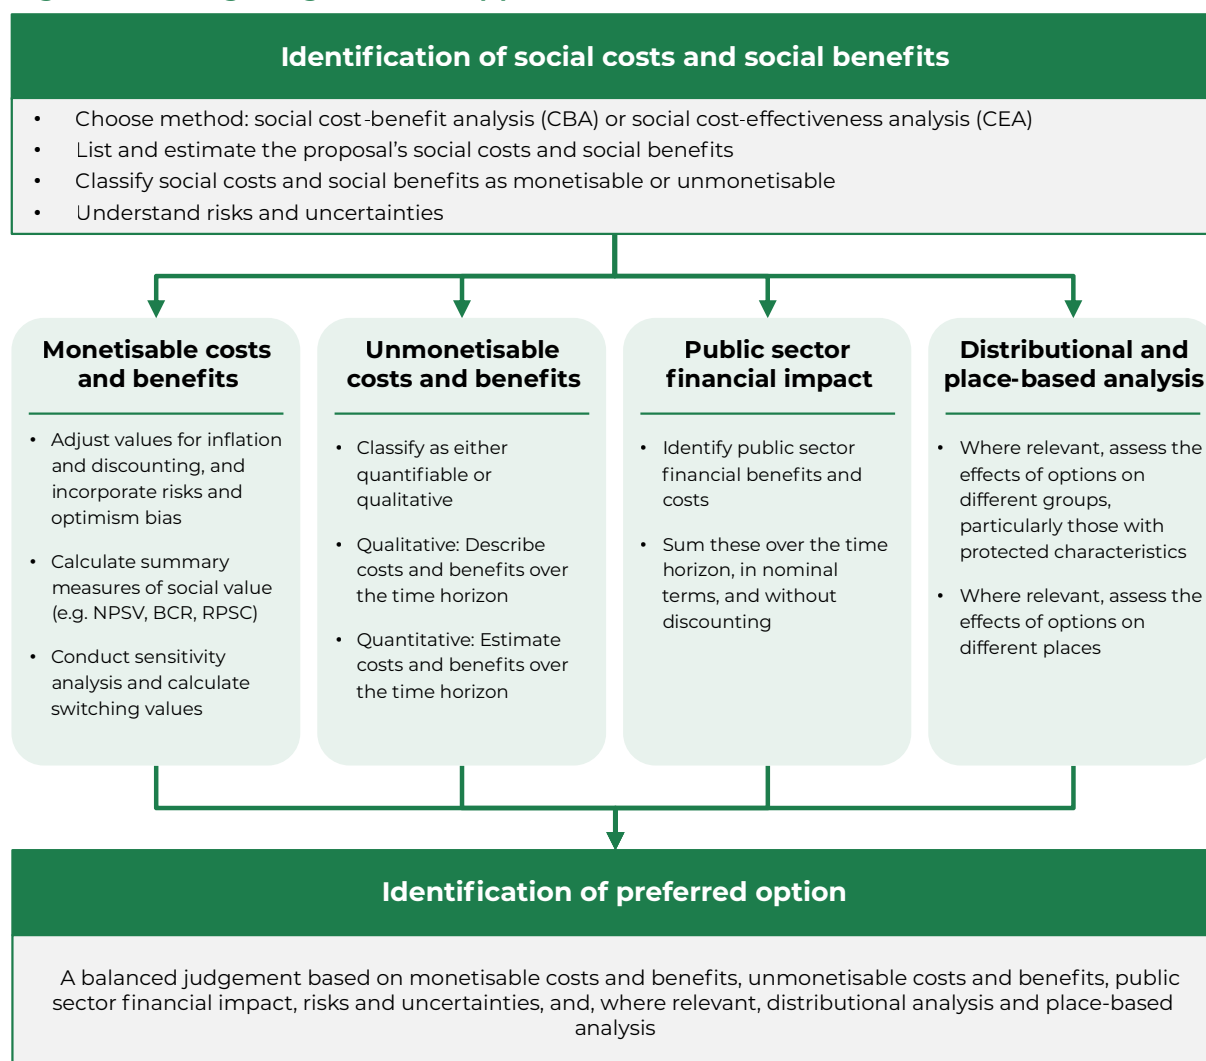 Identification of social costs and social benefits
• Choose method: social cost-benefit analysis (CBA) or social cost-effectiveness analysis (CEA)
• List and estimate the proposal's social costs and social benefits
• Classify social costs and social benefits as monetisable or unmonetisable
• Understand risks and uncertainties
Monetisable costs
and benefits
• Adjust values for inflation
and discounting, and
incorporate risks and
optimism bias
• Calculate summary
measures of social value
(e.g. NPSV, BCR, RPSC)
• Conduct sensitivity
analysis and calculate
switching values
Unmonetisable
costs and benefits
• Classify as either
quantifiable or
qualitative
• Qualitative: Describe
costs and benefits over
the time horizon
• Quantitative: Estimate
costs and benefits over
the time horizon
Public sector
financial impact
• Identify public sector
financial benefits and
costs
• Sum these over the time
horizon, in nominal
terms, and without
discounting
Distributional and
place-based analysis
• Where relevant, assess the
effects of options on
different groups,
particularly those with
protected characteristics
• Where relevant, assess the
effects of options on
different places
Identification of preferred option
A balanced judgement based on monetisable costs and benefits, unmonetisable costs and benefits, public
sector financial impact, risks and uncertainties, and, where relevant, distributional analysis and place-based
analysis